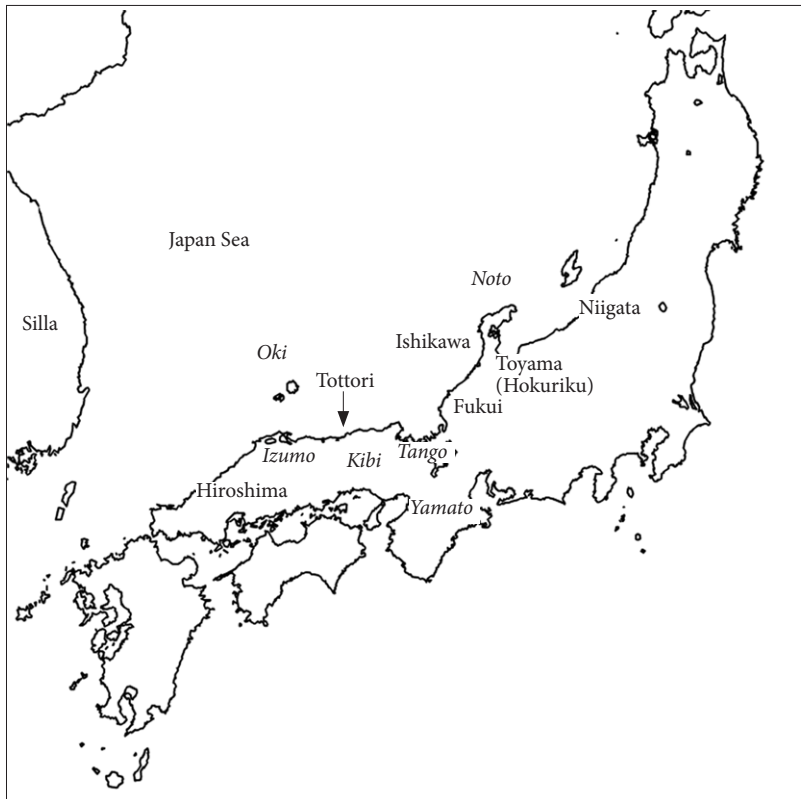 Japan Sea
Noto
Niigata
Silla
Ishikawa
Oki
Toyama
(Hokuriku)
Tottori
Fukui
Izumo
Kibi
Tango
Hiroshima
Yamato